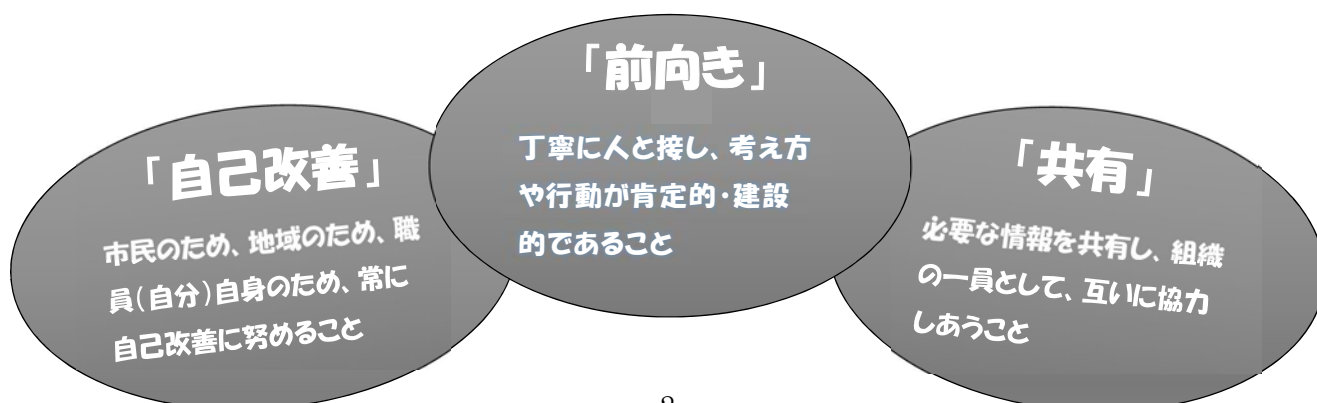 「前向き」
丁寧に人と接し、考え方
や行動が肯定的・建設
的であること
「自己改善」
市民のため、地域のため、職
員(自分)自身のため、常に
自己改善に努めること
「共有」
必要な情報を共有し、組織
の一員として、互いに協力
しあうこと